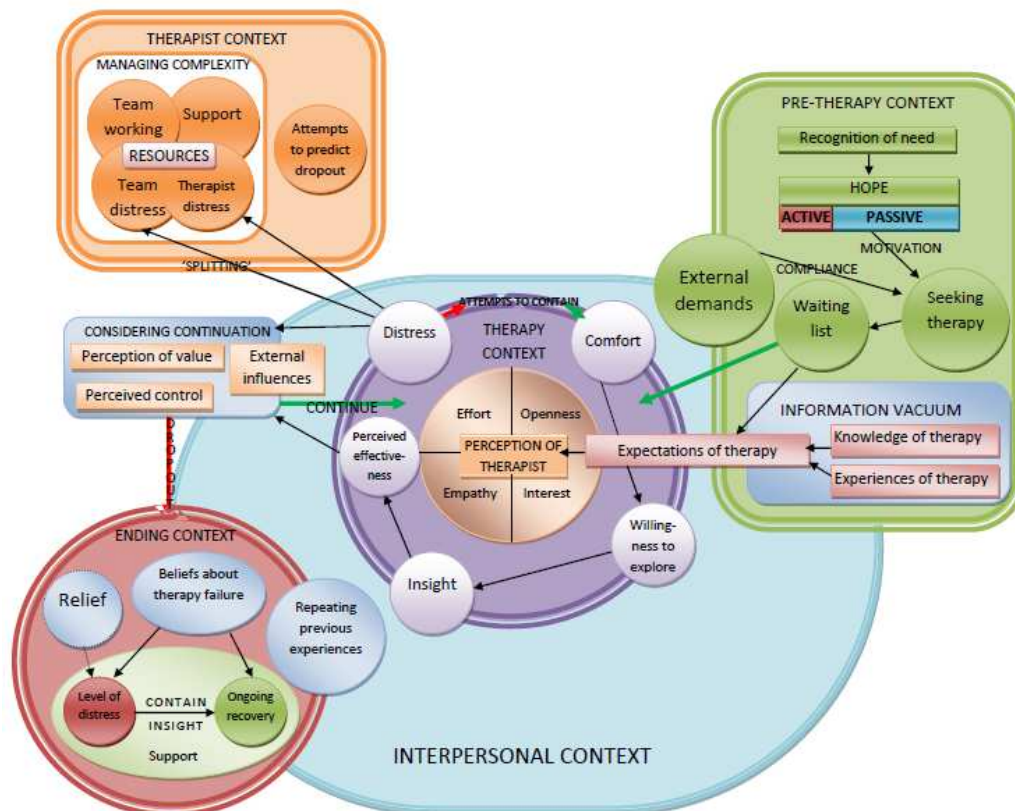 THERAPIST CONTEXT
MANAGING COMPLEXITY
Team
working
Support
RESOURCES
Team
distress
Therapist
distress
Attempts
to predict
dropout
'SPLITTING'
PRE-THERAPY CONTEXT
Recognition of need
HOPE
ACTIVE
PASSIVE
MOTIVATION
COMPLIANCE
External
demands
Waiting
list
Seeking
therapy
INFORMATION VACUUM
Knowledge of therapy
Experiences of therapy
Expectations of therapy
CONSIDERING CONTINUATION
Perception of value
External
influences
Perceived control
CONTINUE
DROPOUT
Distress
ATTEMPTS TO CONTAIN
Comfort
THERAPY
CONTEXT
Effort
Openness
PERCEPTION OF
THERAPIST
Empathy
Interest
Perceived
effective-
ness
Insight
Willing-
ness to
explore
ENDING CONTEXT
Relief
Beliefs about
therapy failure
Repeating
previous
experiences
Level of
distress
CONTAIN
INSIGHT
Ongoing
recovery
Support
INTERPERSONAL CONTEXT